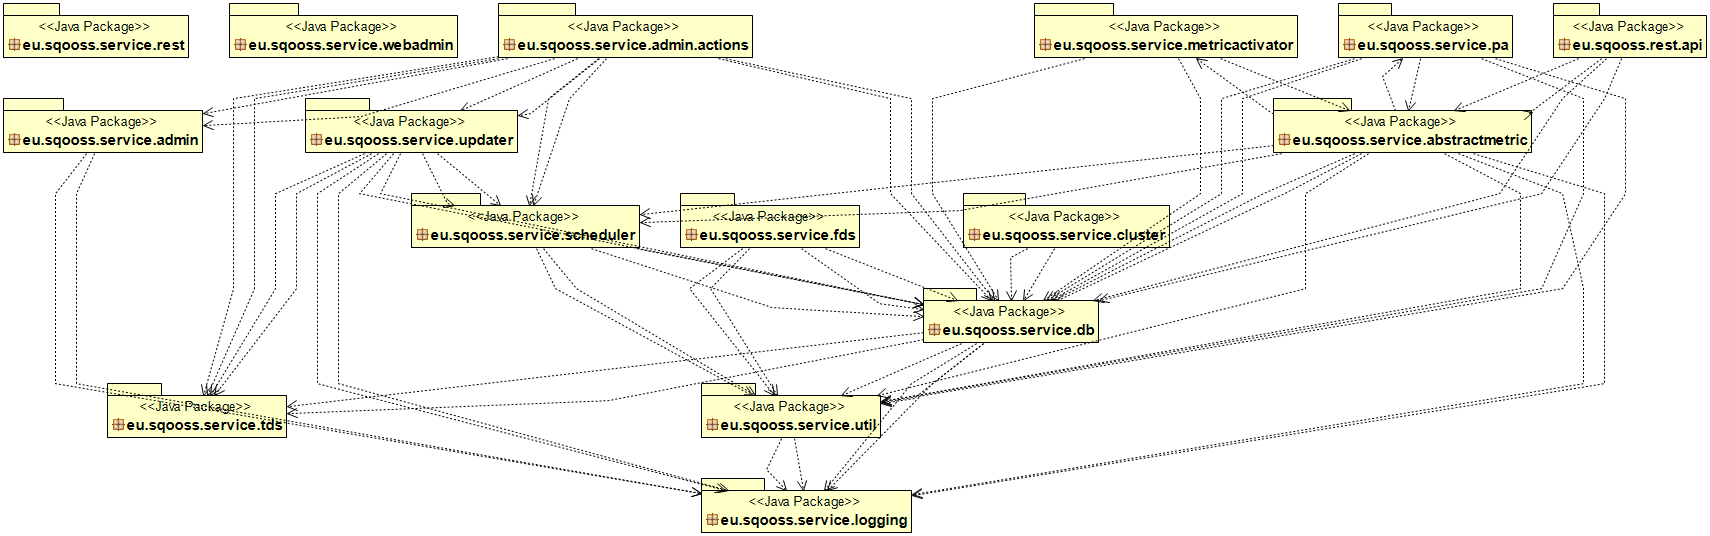 <<Java Package>>
eu.sqooss.service.rest
<<Java Package>>
eu.sqooss.service.webadmin
<<Java Package>>
eu.sqooss.service.admin.actions
<<Java Package>>
eu.sqooss.service.metricactivator
<<Java Package>>
eu.sqooss.service.pa
<<Java Package>>
eu.sqooss.rest.api
<<Java Package>>
eu.sqooss.service.admin
<<Java Package>>
eu.sqooss.service.updater
<<Java Package>>
eu.sqooss.service.abstractmetric
<<Java Package>>
eu.sqooss.service.scheduler
<<Java Package>>
eu.sqooss.service.fds
<<Java Package>>
eu.sqooss.service.cluster
<<Java Package>>
eu.sqooss.service.db
<<Java Package>>
eu.sqooss.service.tds
<<Java Package>>
eu.sqooss.service.util
<<Java Package>>
eu.sqooss.service.logging